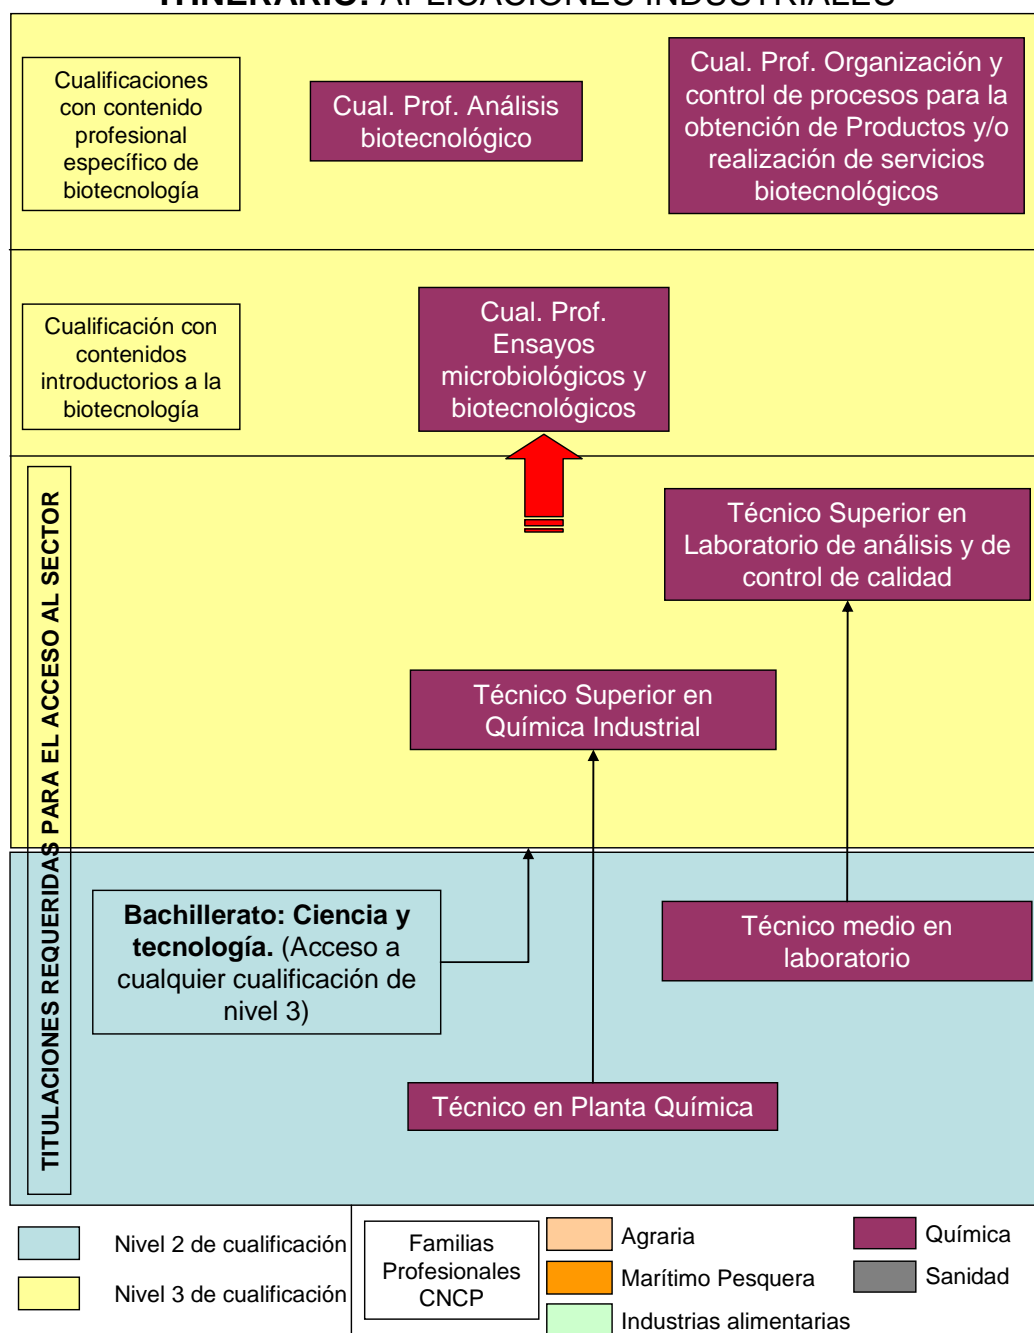 ITINERARIO: APLICACIONES INDUSTRIALES
Cualificaciones
con contenido
profesional
específico de
biotecnología
Cual. Prof. Análisis
biotecnológico
Cual. Prof. Organización y
control de procesos para la
obtención de Productos y/o
realización de servicios
biotecnológicos
Cualificación con
contenidos
introductorios a la
biotecnología
Cual. Prof.
Ensayos
microbiológicos y
biotecnológicos
TITULACIONES REQUERIDAS PARA EL ACCESO AL SECTOR
Técnico Superior en
Laboratorio de análisis y de
control de calidad
Técnico Superior en
Química Industrial
Bachillerato: Ciencia y
tecnología. (Acceso a
cualquier cualificación de
nivel 3)
Técnico medio en
laboratorio
Técnico en Planta Química
Nivel 2 de cualificación
Nivel 3 de cualificación
Familias
Profesionales
CNCP
Agraria
Marítimo Pesquera
Industrias alimentarias
Química
Sanidad